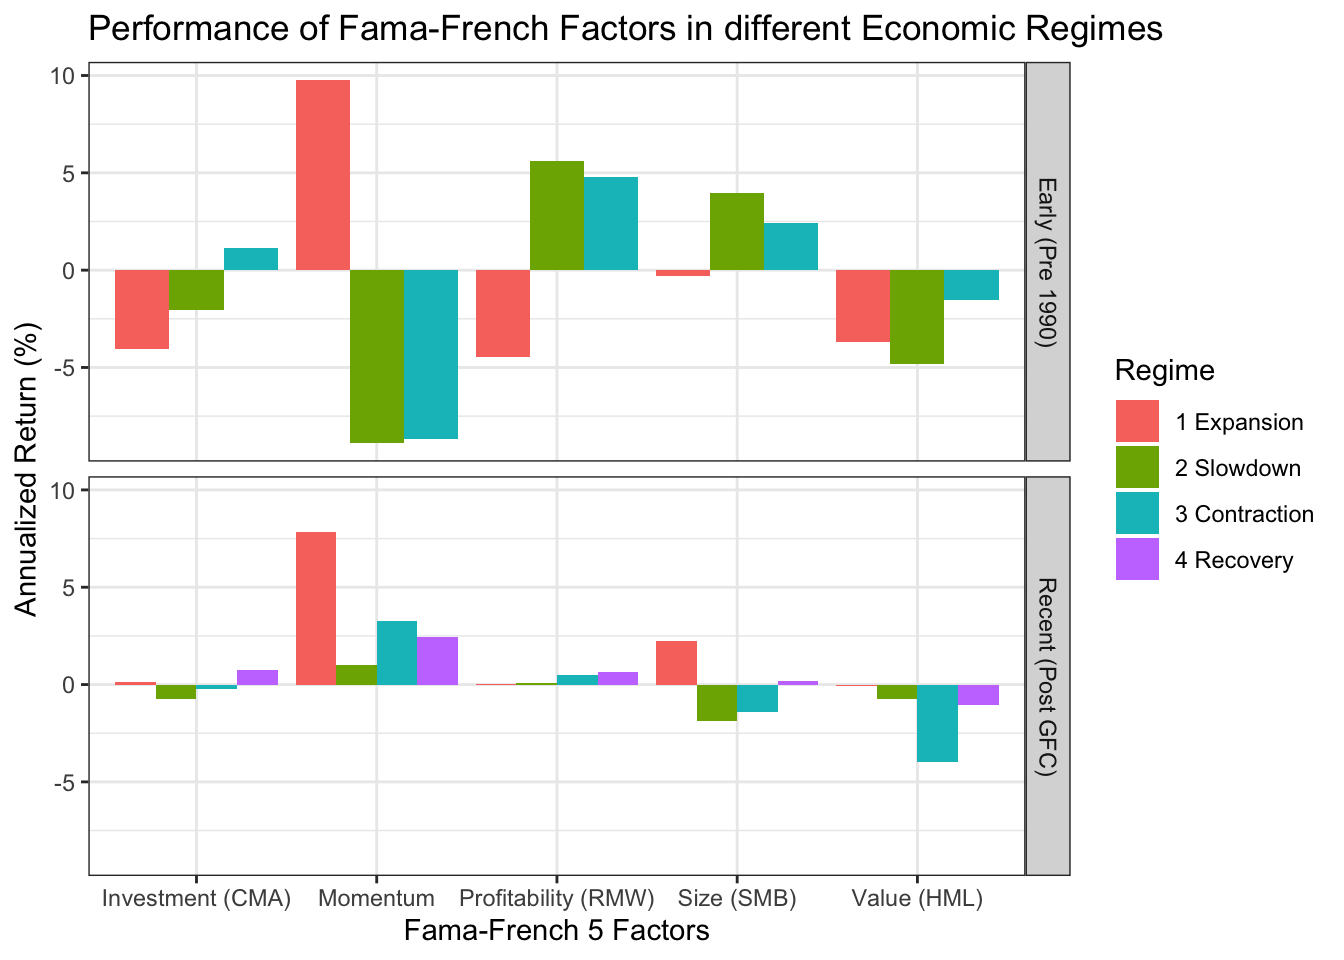 Performance of Fama-French Factors in different Economic Regimes
Annualized Return (%)
10
5
0
-5
Early (Pre 1990)
10
5
0
-5
Recent (Post GFC)
Investment (CMA) Momentum Profitability (RMW) Size (SMB) Value (HML)
Fama-French 5 Factors
Regime
1 Expansion
2 Slowdown
3 Contraction
4 Recovery